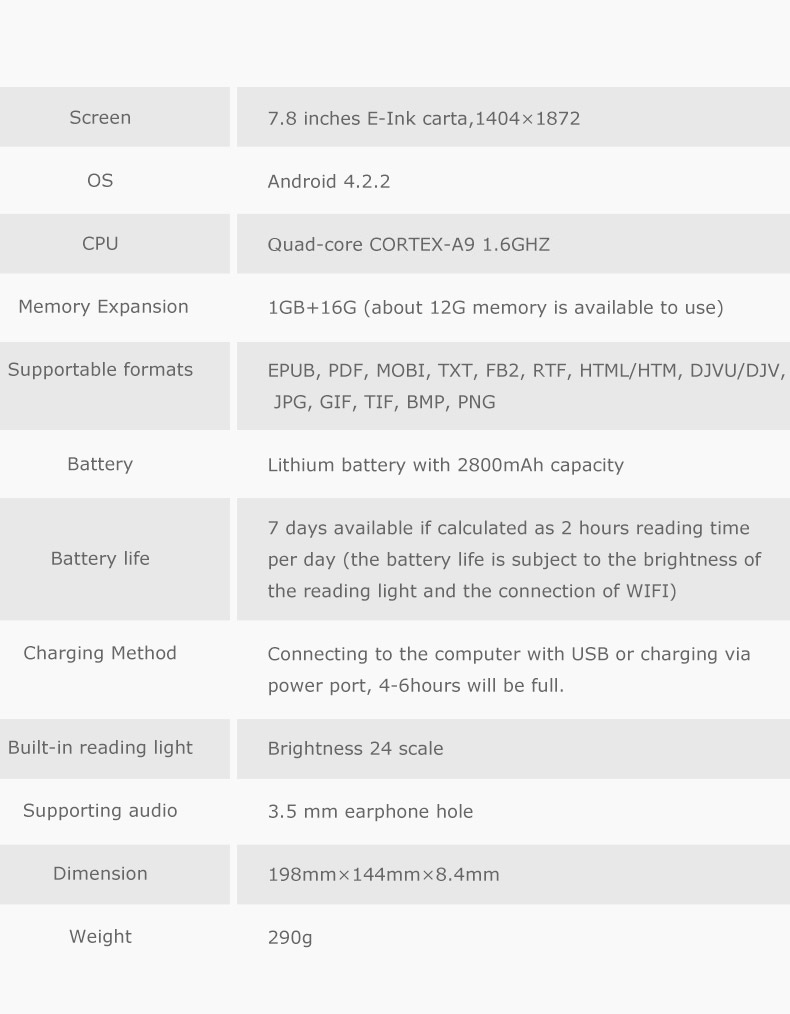 Screen
7.8 inches E-Ink carta,1404×1872
OS
Android 4.2.2
CPU
Quad-core CORTEX-A9 1.6GHZ
Memory Expansion
1GB+16G (about 12G memory is available to use)
Supportable formats
EPUB, PDF, MOBI, TXT, FB2, RTF, HTML/HTM, DJVU/DJV,
JPG, GIF, TIF, BMP, PNG
Battery
Lithium battery with 2800mAh capacity
Battery life
7 days available if calculated as 2 hours reading time
per day (the battery life is subject to the brightness of
the reading light and the connection of WIFI)
Charging Method
Connecting to the computer with USB or charging via
power port, 4-6hours will be full.
Built-in reading light
Brightness 24 scale
Supporting audio
3.5 mm earphone hole
Dimension
198mm×144mm×8.4mm
Weight
290g